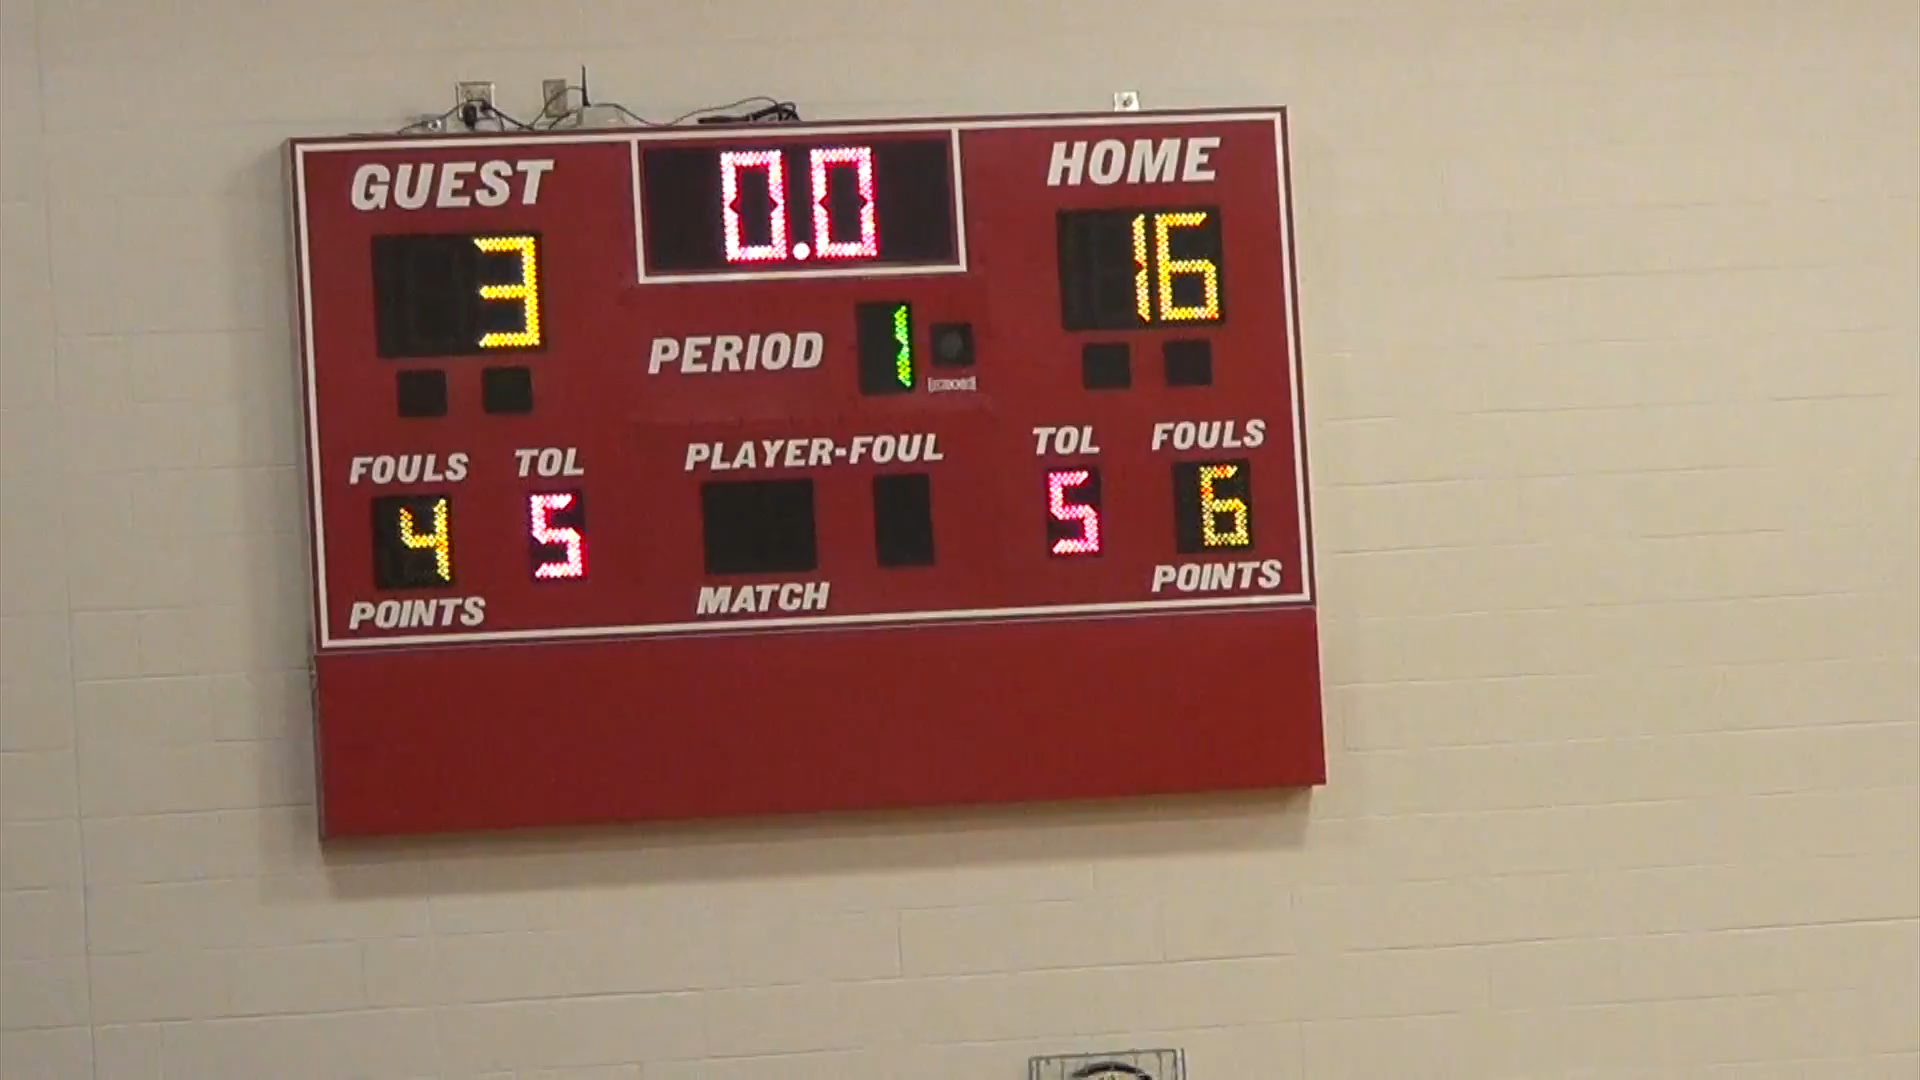 GUEST 0.0 HOME
3 16
PERIOD 1
FOULS TOL PLAYER-FOUL TOL FOULS
4 5 5 6
POINTS MATCH POINTS